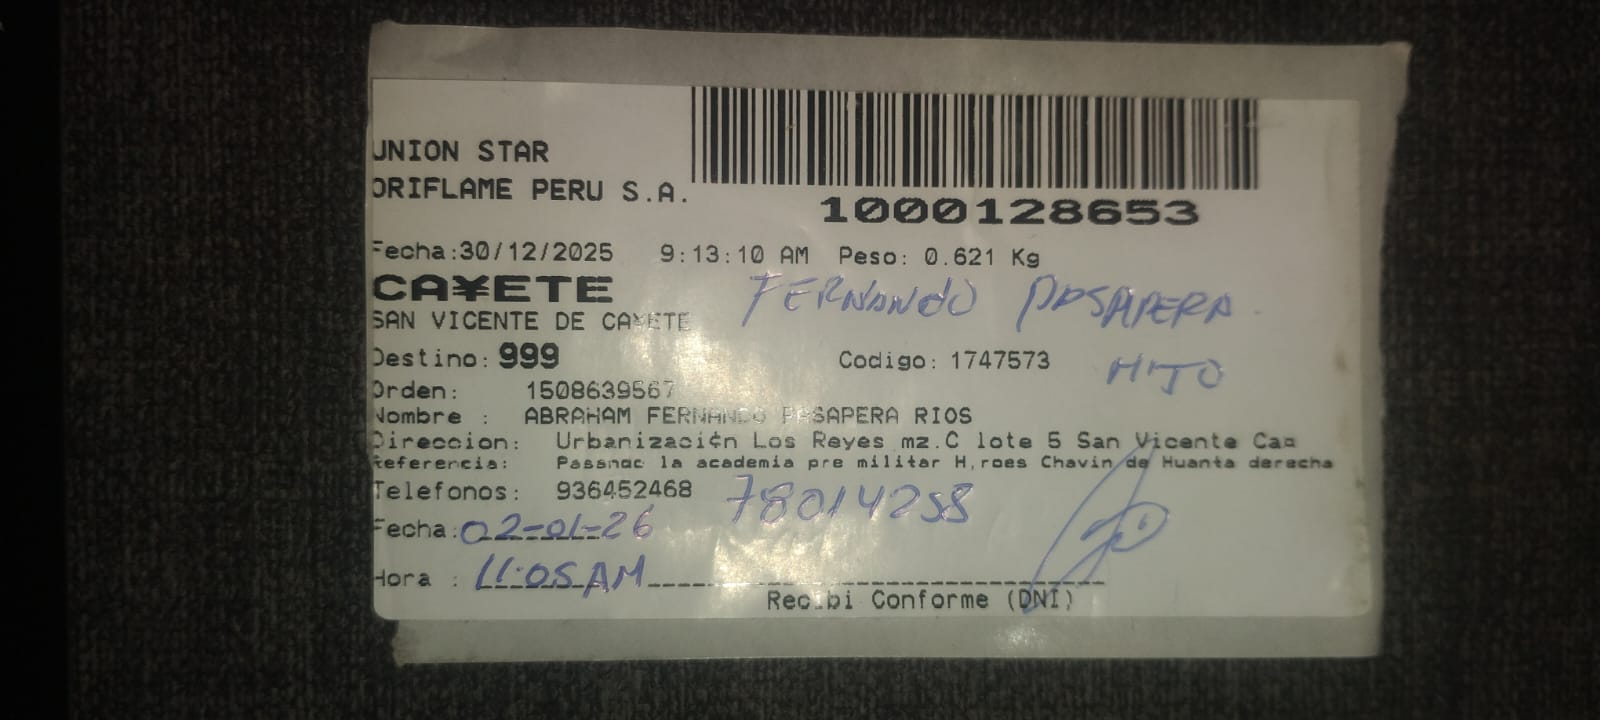 UNION STAR
ORIFLAME PERU S.A.
1000128653
Fecha:30/12/2025 9:13:10 AM Peso: 0.621 Kg
CA¥ETE
FERNANDO PASAPERA
SAN VICENTE DE CA¥ETE
Destino: 999 Codigo: 1747573
HIJO
Orden: 1508639567
Nombre : ABRAHAM FERNANDO PASAPERA RIOS
Direccion: Urbanizaci¢n Los Reyes mz.C lote 5 San Vicente Ca¤
Referencia: Pasando la academia pre militar H,roes Chavin de Huanta derecha
Telefonos: 936452468 78014258
Fecha: 02-01-26
Hora : 11:05 AM
Recibi Conforme (DNI)